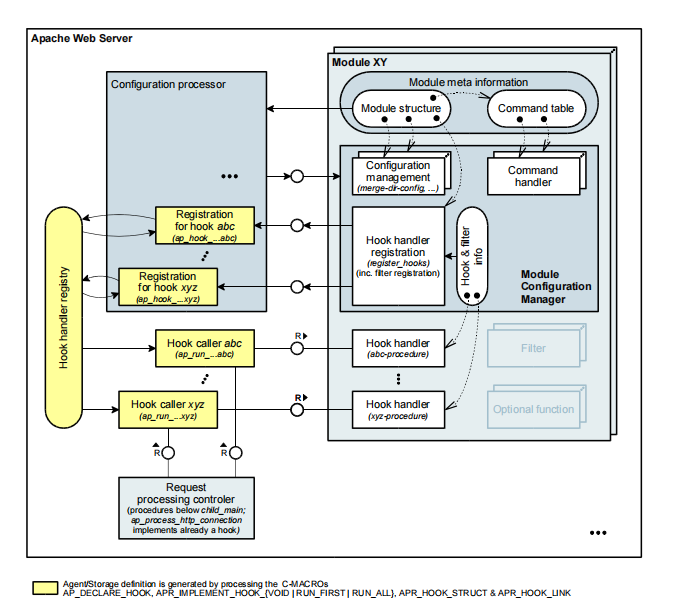 Apache Web Server
Module XY
Module meta information
Configuration processor
Module structure
Command table
Configuration
management
(merge-dir-config, ...)
Command
handler
Registration
for hook abc
(ap_hook_...abc)
Hook handler
registration
(register_hooks)
(inc. filter registration)
Hook & filter
info
Module
Configuration
Manager
Registration
for hook xyz
(ap_hook_...xyz)
Hook handler registry
Hook caller abc
(ap_run_...abc)
R
Hook handler
(abc-procedure)
Filter
Hook caller xyz
(ap_run_...xyz)
R
Hook handler
(xyz-procedure)
Optional function
R
R
Request
processing controler
(procedures below child_main;
ap_process_http_connection
implements already a hook)
Agent/Storage definition is generated by processing the C-MACROs
AP_DECLARE_HOOK, APR_IMPLEMENT_HOOK_{VOID | RUN_FIRST | RUN_ALL}, APR_HOOK_STRUCT & APR_HOOK_LINK